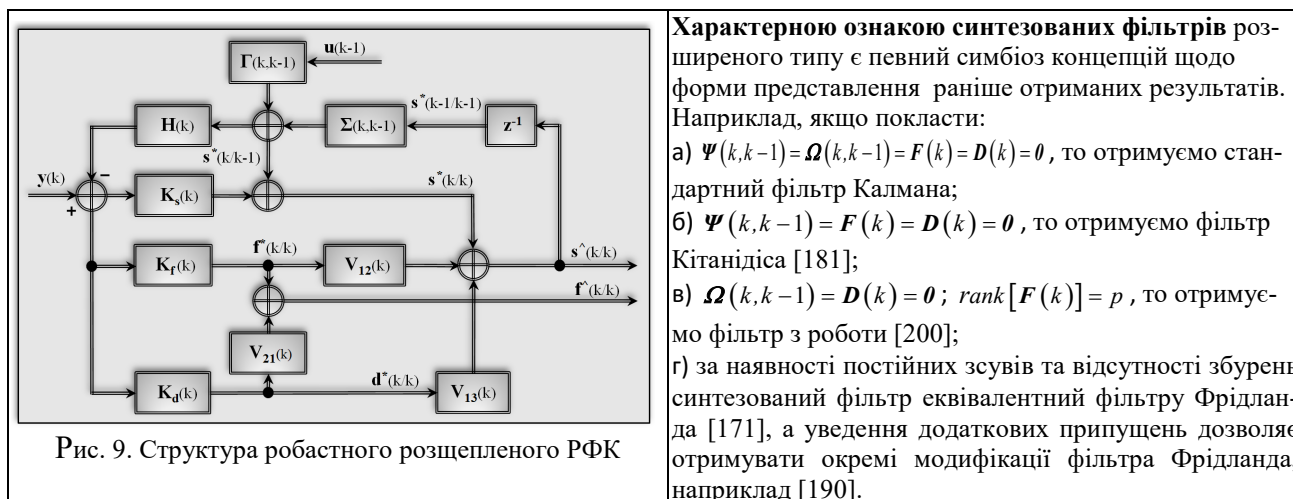 u(k-1)
Γ(k,k-1)
s*(k-1/k-1)
H(k)
Σ(k,k-1)
z⁻¹
s*(k/k-1)
y(k)
−
+
K_s(k)
s*(k/k)
K_f(k)
f*(k/k)
V₁₂(k)
s^(k/k)
f^(k/k)
V₂₁(k)
K_d(k)
d*(k/k)
V₁₃(k)
Рис. 9. Структура робастного розщепленого РФК
Характерною ознакою синтезованих фільтрів роз-
ширеного типу є певний симбіоз концепцій щодо
форми представлення раніше отриманих результатів.
Наприклад, якщо покласти:
а) Ψ(k,k−1)=Ω(k,k−1)=F(k)=D(k)=0, то отримуємо стан-
дартний фільтр Калмана;
б) Ψ(k,k−1)=F(k)=D(k)=0, то отримуємо фільтр
Кітанідіса [181];
в) Ω(k,k−1)=D(k)=0; rank[F(k)]=p, то отримує-
мо фільтр з роботи [200];
г) за наявності постійних зсувів та відсутності збурень
синтезований фільтр еквівалентний фільтру Фрідлан-
да [171], а уведення додаткових припущень дозволяє
отримувати окремі модифікації фільтра Фрідланда,
наприклад [190].